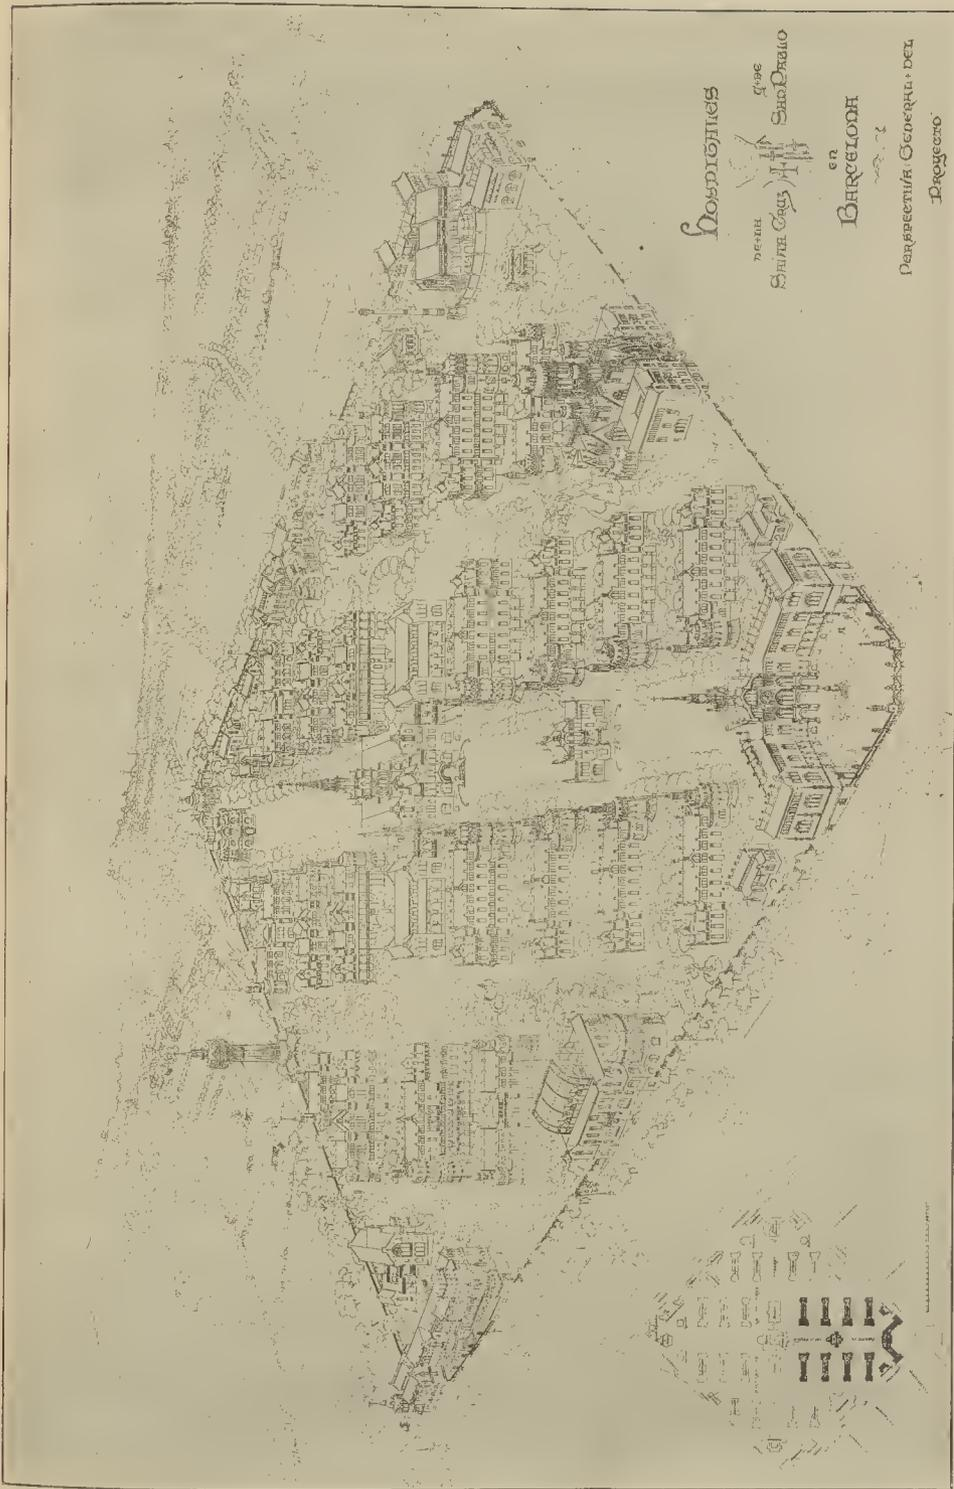 Hospitales
de la Santa Cruz y de San Pablo
en
Barcelona
Perspectiva General del
Proyecto